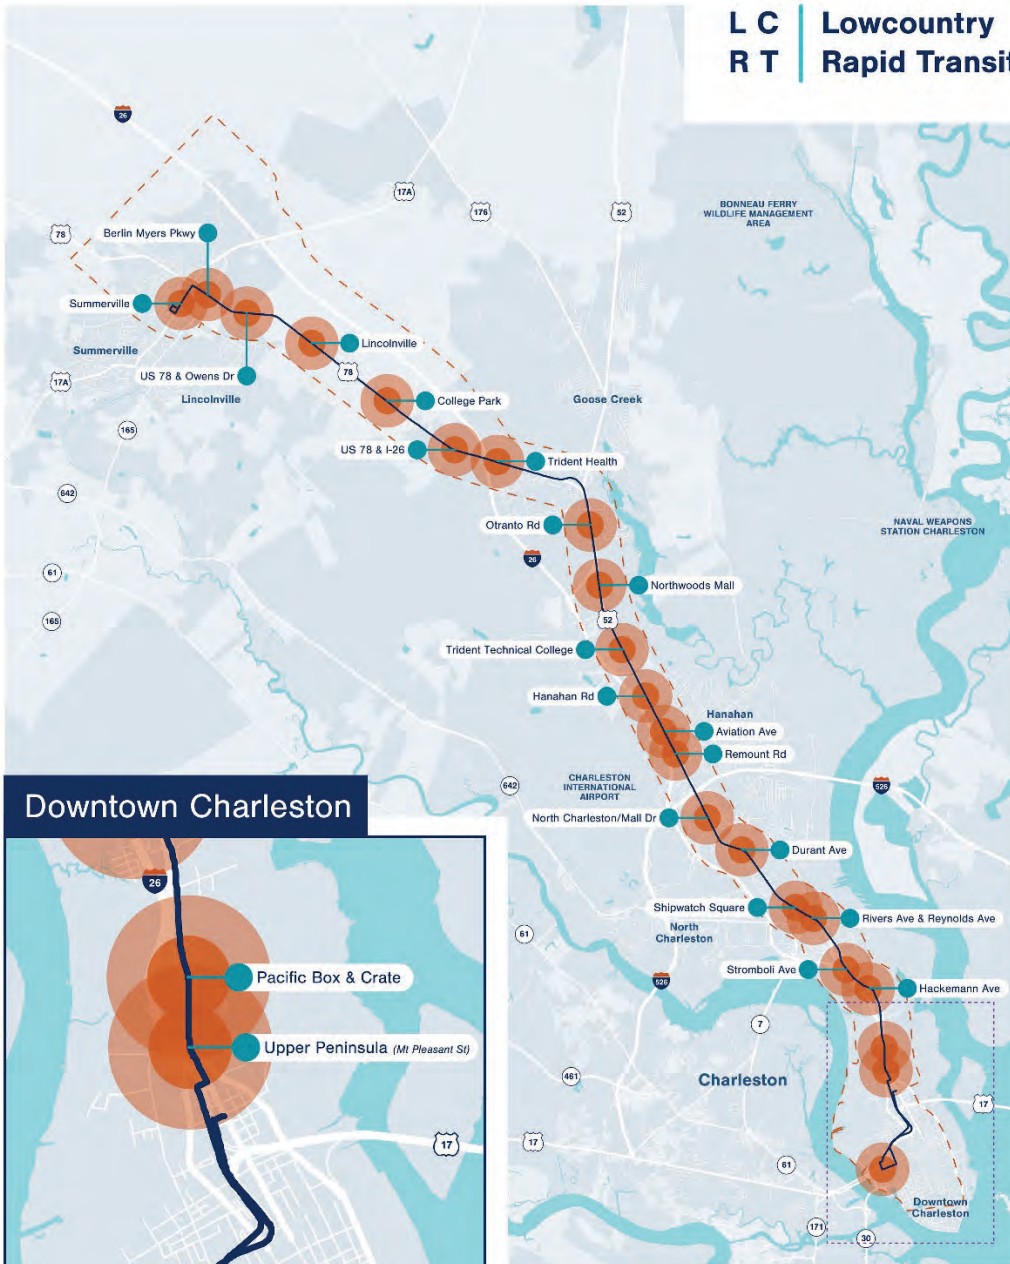 L C
R T
Lowcountry
Rapid Transit
26
17A
176
52
BONNEAU FERRY
WILDLIFE MANAGEMENT
AREA
78
Berlin Myers Pkwy
Summerville
Lincolnville
Summerville
78
17A
US 78 & Owens Dr
Lincolnville
College Park
Goose Creek
165
US 78 & I-26
Trident Health
642
Otranto Rd
NAVAL WEAPONS
STATION CHARLESTON
26
61
Northwoods Mall
165
52
Trident Technical College
Hanahan Rd
Hanahan
Aviation Ave
Remount Rd
CHARLESTON
INTERNATIONAL
AIRPORT
642
526
North Charleston/Mall Dr
Durant Ave
Shipwatch Square
Rivers Ave & Reynolds Ave
61
North
Charleston
Stromboli Ave
526
Hackemann Ave
7
461
Charleston
17
17
61
Downtown
Charleston
171
30
Downtown Charleston
26
Pacific Box & Crate
Upper Peninsula (Mt Pleasant St)
17